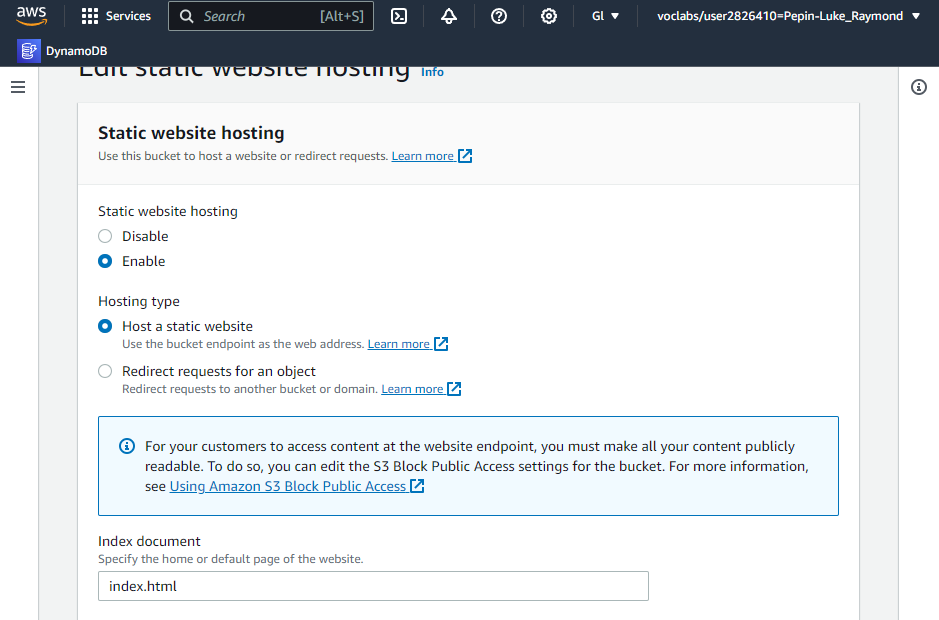 aws
Services
Search
[Alt+S]
Gl
voclabs/user2826410=Pepin-Luke_Raymond
DynamoDB
Edit static website hosting Info
Static website hosting
Use this bucket to host a website or redirect requests. Learn more
Static website hosting
Disable
Enable
Hosting type
Host a static website
Use the bucket endpoint as the web address. Learn more
Redirect requests for an object
Redirect requests to another bucket or domain. Learn more
For your customers to access content at the website endpoint, you must make all your content publicly
readable. To do so, you can edit the S3 Block Public Access settings for the bucket. For more information,
see Using Amazon S3 Block Public Access
Index document
Specify the home or default page of the website.
index.html